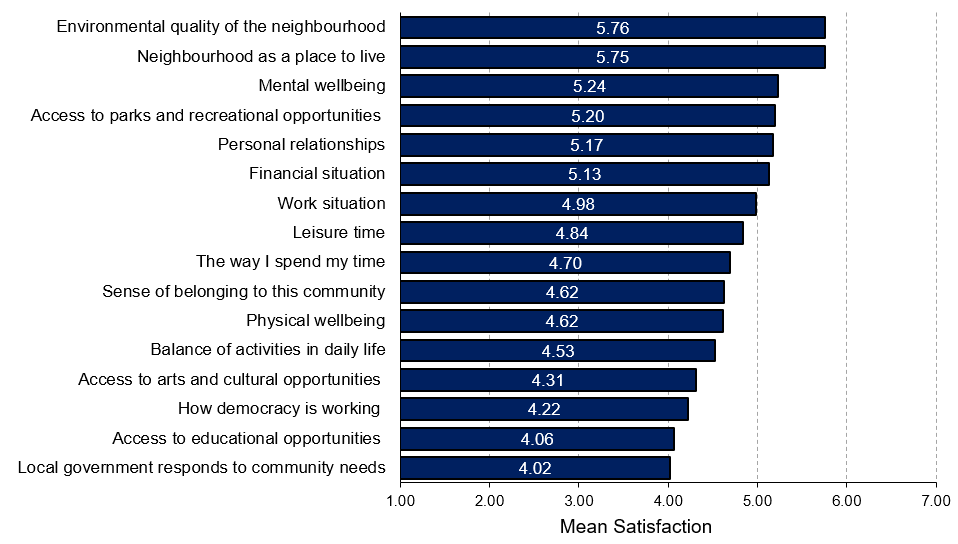 Environmental quality of the neighbourhood 5.76
Neighbourhood as a place to live 5.75
Mental wellbeing 5.24
Access to parks and recreational opportunities 5.20
Personal relationships 5.17
Financial situation 5.13
Work situation 4.98
Leisure time 4.84
The way I spend my time 4.70
Sense of belonging to this community 4.62
Physical wellbeing 4.62
Balance of activities in daily life 4.53
Access to arts and cultural opportunities 4.31
How democracy is working 4.22
Access to educational opportunities 4.06
Local government responds to community needs 4.02
1.00 2.00 3.00 4.00 5.00 6.00 7.00
Mean Satisfaction